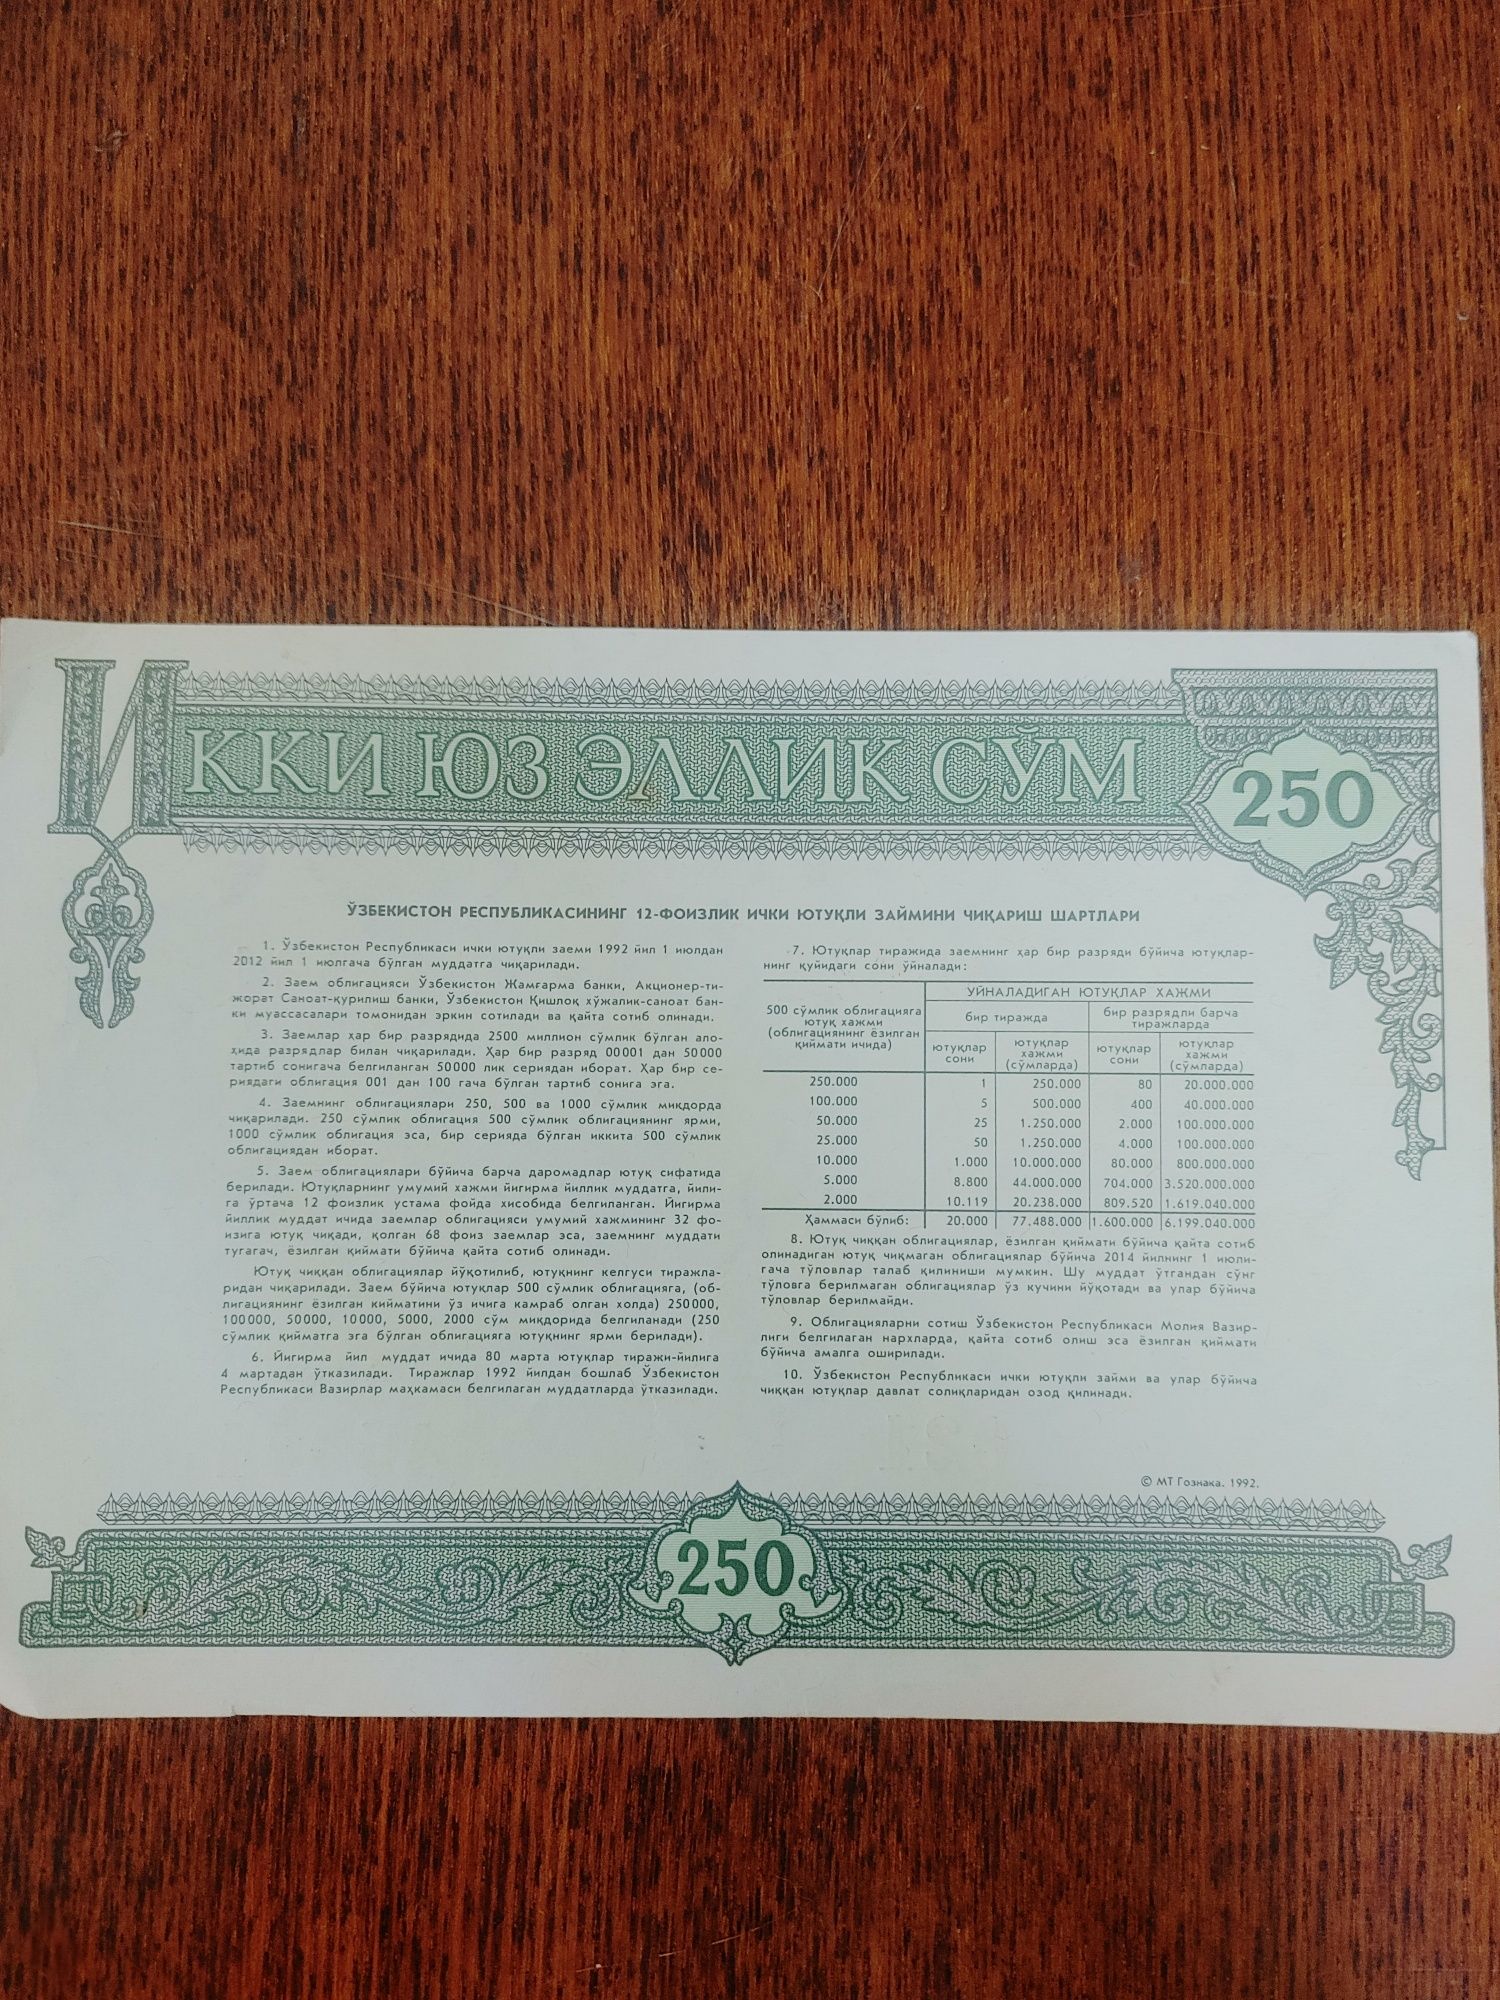 ИККИ ЮЗ ЭЛЛИК СЎМ
250
ЎЗБЕКИСТОН РЕСПУБЛИКАСИНИНГ 12-ФОИЗЛИК ИЧКИ ЮТУҚЛИ ЗАЙМИНИ ЧИҚАРИШ ШАРТЛАРИ
1. Ўзбекистон Республикаси ички ютуқли заеми 1992 йил 1 июлдан
2012 йил 1 июлгача бўлган муддатга чиқарилади.
2. Заем облигацияси Ўзбекистон Жамғарма банки, Акционер-ти-
жорат Саноат-қурилиш банки, Ўзбекистон Қишлоқ хўжалик-саноат бан-
ки муассасалари томонидан эркин сотилади ва қайта сотиб олинади.
3. Заемлар ҳар бир разрядида 2500 миллион сўмлик бўлган ало-
ҳида разрядлар билан чиқарилади. Ҳар бир разряд 00001 дан 50000
тартиб сонигача белгиланган 50000 лик сериядан иборат. Ҳар бир се-
риядаги облигация 001 дан 100 гача бўлган тартиб сонига эга.
4. Заемнинг облигациялари 250, 500 ва 1000 сўмлик миқдорда
чиқарилади. 250 сўмлик облигация 500 сўмлик облигациянинг ярми,
1000 сўмлик облигация эса, бир серияда бўлган иккита 500 сўмлик
облигациядан иборат.
5. Заем облигациялари бўйича барча даромадлар ютуқ сифатида
берилади. Ютуқларнинг умумий хажми йигирма йиллик муддатга, йили-
га ўртача 12 фоизлик устама фойда хисобида белгиланган. Йигирма
йиллик муддат ичида заемлар облигацияси умумий хажмининг 32 фо-
изига ютуқ чиқади, қолган 68 фоиз заемлар эса, заемнинг муддати
тугагач, ёзилган қиймати бўйича қайта сотиб олинади.
Ютуқ чиққан облигациялар йўқотилиб, ютуқнинг келгуси тиражла-
ридан чиқарилади. Заем бўйича ютуқлар 500 сўмлик облигацияга, (об-
лигациянинг ёзилган кийматини ўз ичига камраб олган холда) 250000,
100000, 50000, 10000, 5000, 2000 сўм миқдорида белгиланади (250
сўмлик қийматга эга бўлган облигацияга ютуқнинг ярми берилади).
6. Йигирма йил муддат ичида 80 марта ютуқлар тиражи-йилига
4 мартадан ўтказилади. Тиражлар 1992 йилдан бошлаб Ўзбекистон
Республикаси Вазирлар маҳкамаси белгилаган муддатларда ўтказилади.
7. Ютуқлар тиражида заемнинг ҳар бир разряди бўйича ютуқлар-
нинг қуйидаги сони ўйналади:
500 сўмлик облигацияга
ютуқ хажми
(облигациянинг ёзилган
қиймати ичида)
УЙНАЛАДИГАН ЮТУҚЛАР ХАЖМИ
бир тиражда
бир разрядли барча
тиражларда
ютуқлар
сони
ютуқлар
хажми
(сўмларда)
ютуқлар
сони
ютуқлар
хажми
(сўмларда)
250.000 1 250.000 80 20.000.000
100.000 5 500.000 400 40.000.000
50.000 25 1.250.000 2.000 100.000.000
25.000 50 1.250.000 4.000 100.000.000
10.000 1.000 10.000.000 80.000 800.000.000
5.000 8.800 44.000.000 704.000 3.520.000.000
2.000 10.119 20.238.000 809.520 1.619.040.000
Ҳаммаси бўлиб: 20.000 77.488.000 1.600.000 6.199.040.000
8. Ютуқ чиққан облигациялар, ёзилган қиймати бўйича қайта сотиб
олинадиган ютуқ чиқмаган облигациялар бўйича 2014 йилнинг 1 июли-
гача тўловлар талаб қилиниши мумкин. Шу муддат ўтгандан сўнг
тўловга берилмаган облигациялар ўз кучини йўқотади ва улар бўйича
тўловлар берилмайди.
9. Облигацияларни сотиш Ўзбекистон Республикаси Молия Вазир-
лиги белгилаган нархларда, қайта сотиб олиш эса ёзилган қиймати
бўйича амалга оширилади.
10. Ўзбекистон Республикаси ички ютуқли займи ва улар бўйича
чиққан ютуқлар давлат солиқларидан озод қилинади.
© МТ Гознака. 1992.
250